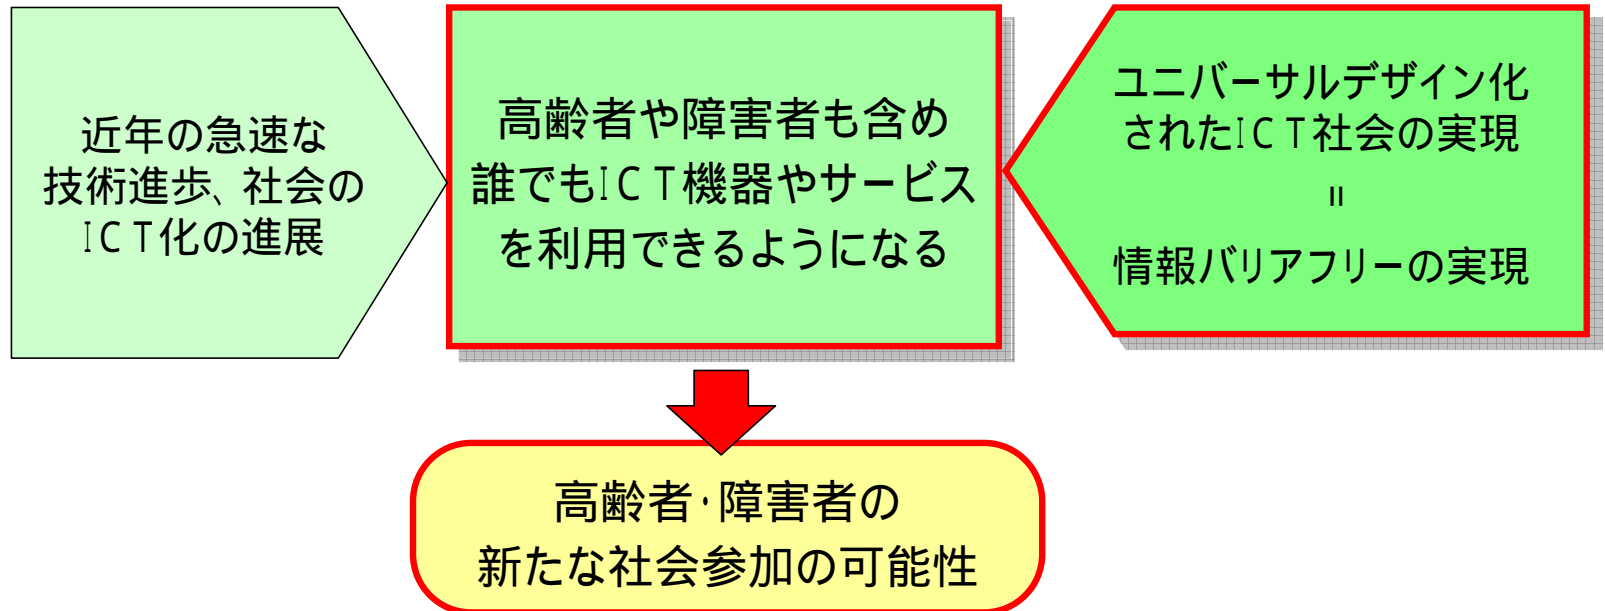 近年の急速な
技術進歩、社会の
ICT化の進展
高齢者や障害者も含め
誰でもICT機器やサービス
を利用できるようになる
ユニバーサルデザイン化
されたICT社会の実現
＝
情報バリアフリーの実現
高齢者・障害者の
新たな社会参加の可能性